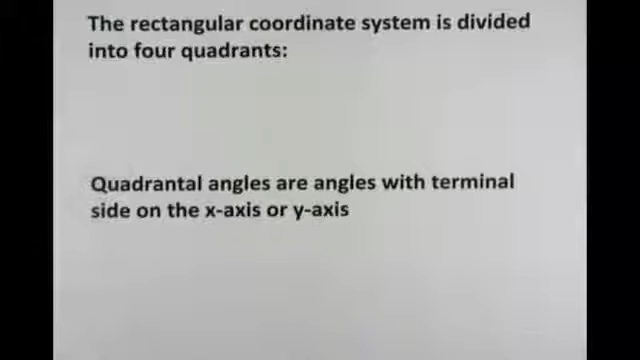 The rectangular coordinate system is divided
into four quadrants:
Quadrantal angles are angles with terminal
side on the x-axis or y-axis